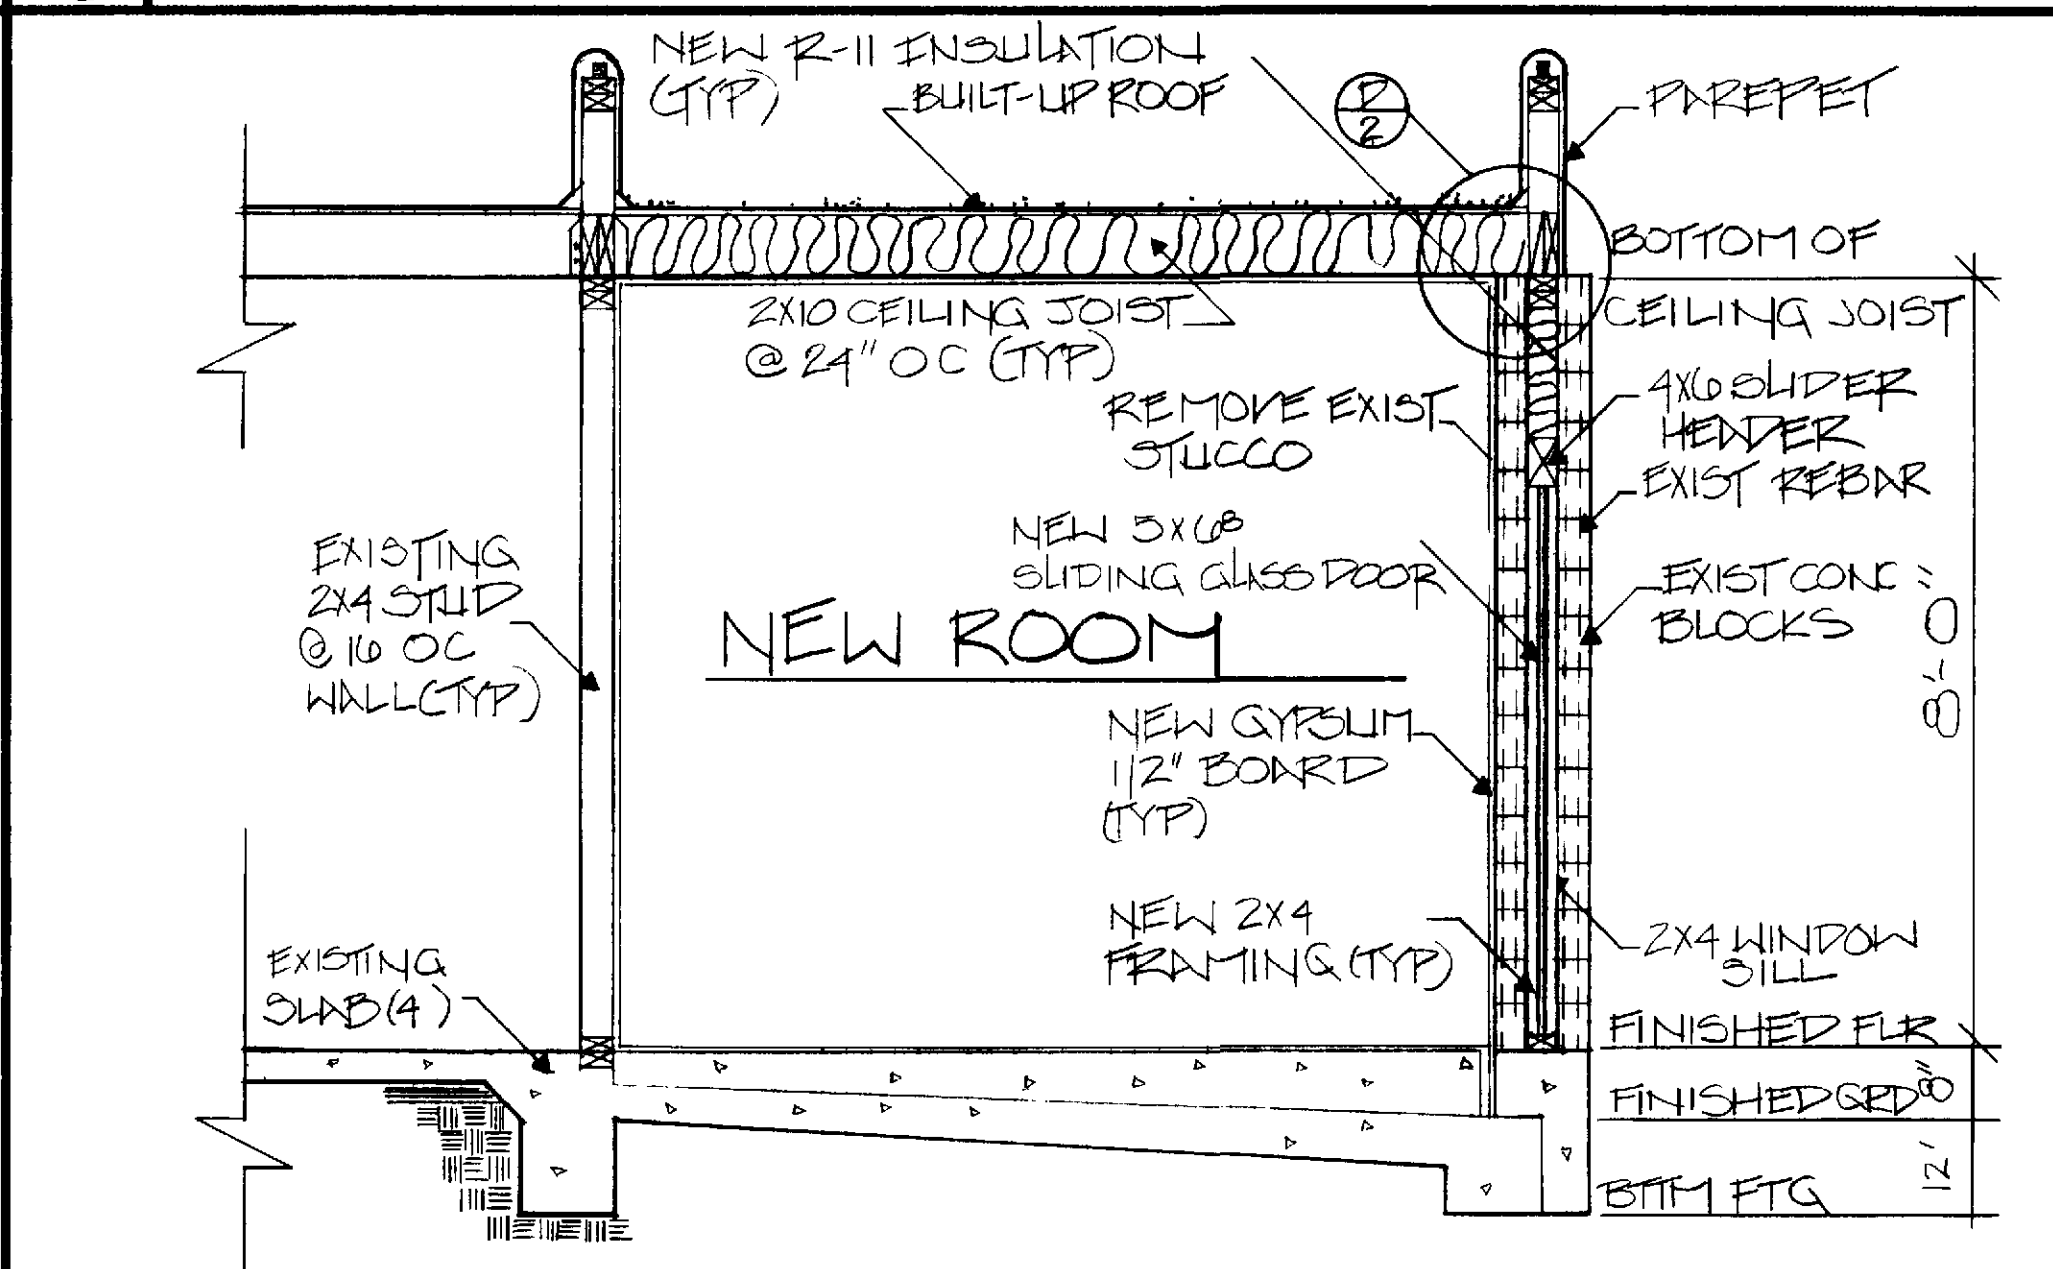 NEW R-11 INSULATION
(TYP)
BUILT-UP ROOF
D
2
PAREPET
BOTTOM OF
CEILING JOIST
2X10 CEILING JOIST
@ 24" OC (TYP)
REMOVE EXIST
STUCCO
4X6 SLIDER
HEADER
EXIST REBAR
NEW 5X68
SLIDING GLASS DOOR
EXISTING
2X4 STUD
@ 16 OC
WALL (TYP)
NEW ROOM
EXIST CONC
BLOCKS
8'-0"
NEW GYPSUM
1/2" BOARD
(TYP)
NEW 2X4
FRAMING (TYP)
2X4 WINDOW
SILL
EXISTING
SLAB (4 )
FINISHED FLR
FINISHED GRD
8"
BTTM FTG
12'